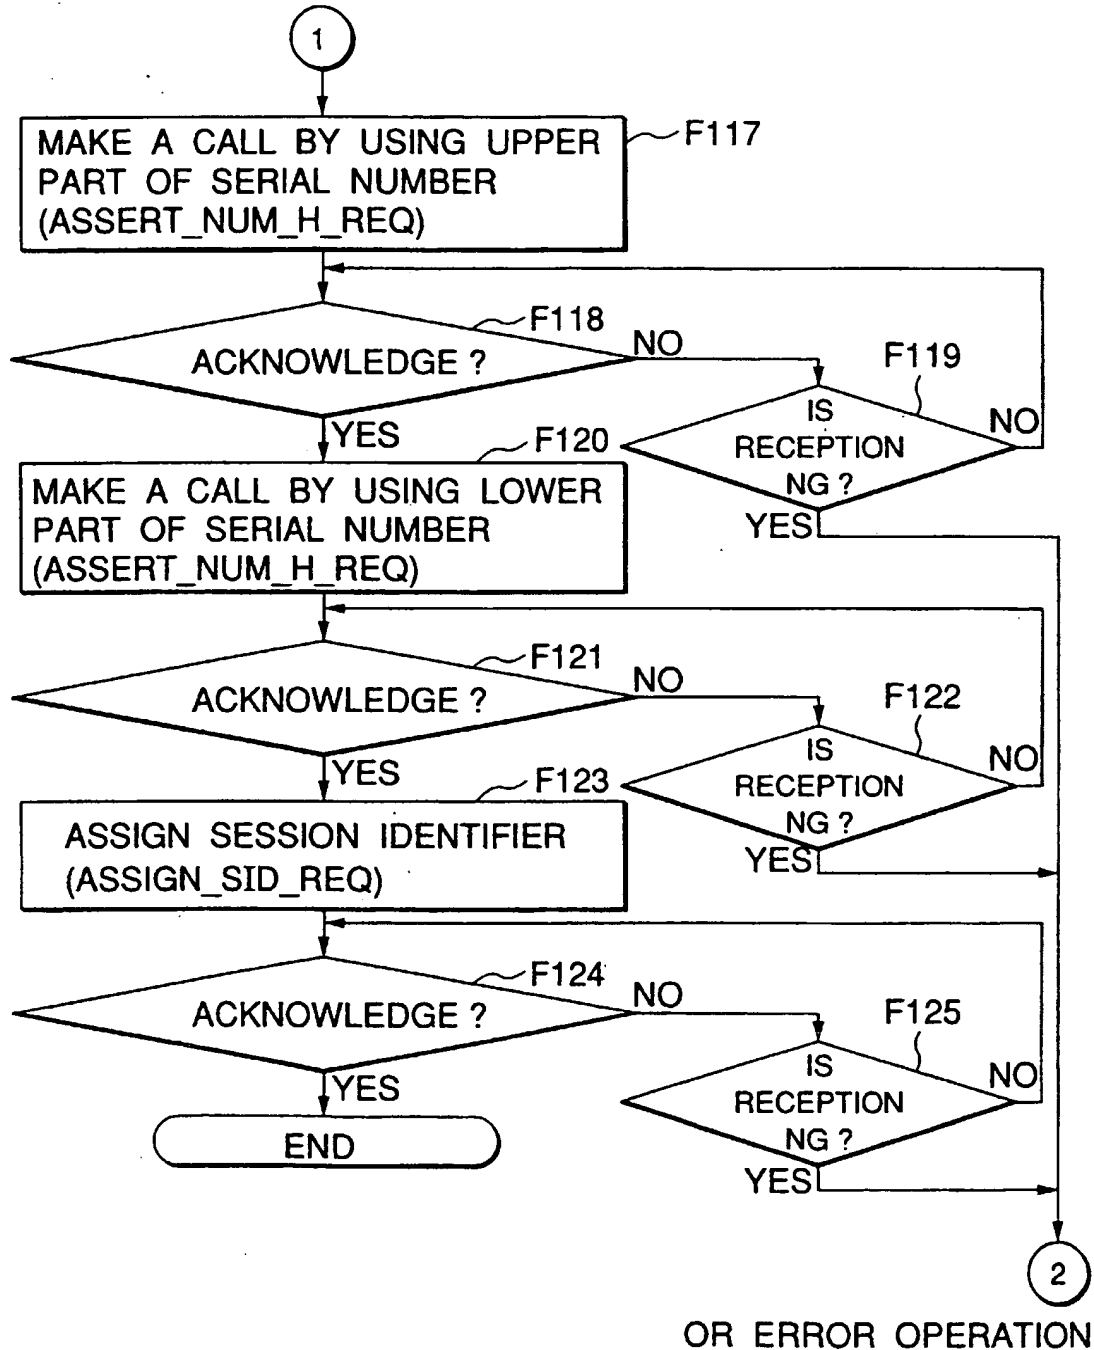 1
MAKE A CALL BY USING UPPER
PART OF SERIAL NUMBER
(ASSERT_NUM_H_REQ)
F117
F118
ACKNOWLEDGE ?
NO
F119
IS
RECEPTION
NG ?
NO
YES
YES
F120
MAKE A CALL BY USING LOWER
PART OF SERIAL NUMBER
(ASSERT_NUM_H_REQ)
F121
ACKNOWLEDGE ?
NO
F122
IS
RECEPTION
NG ?
NO
YES
YES
F123
ASSIGN SESSION IDENTIFIER
(ASSIGN_SID_REQ)
F124
ACKNOWLEDGE ?
NO
F125
IS
RECEPTION
NG ?
NO
YES
YES
END
2
OR ERROR OPERATION